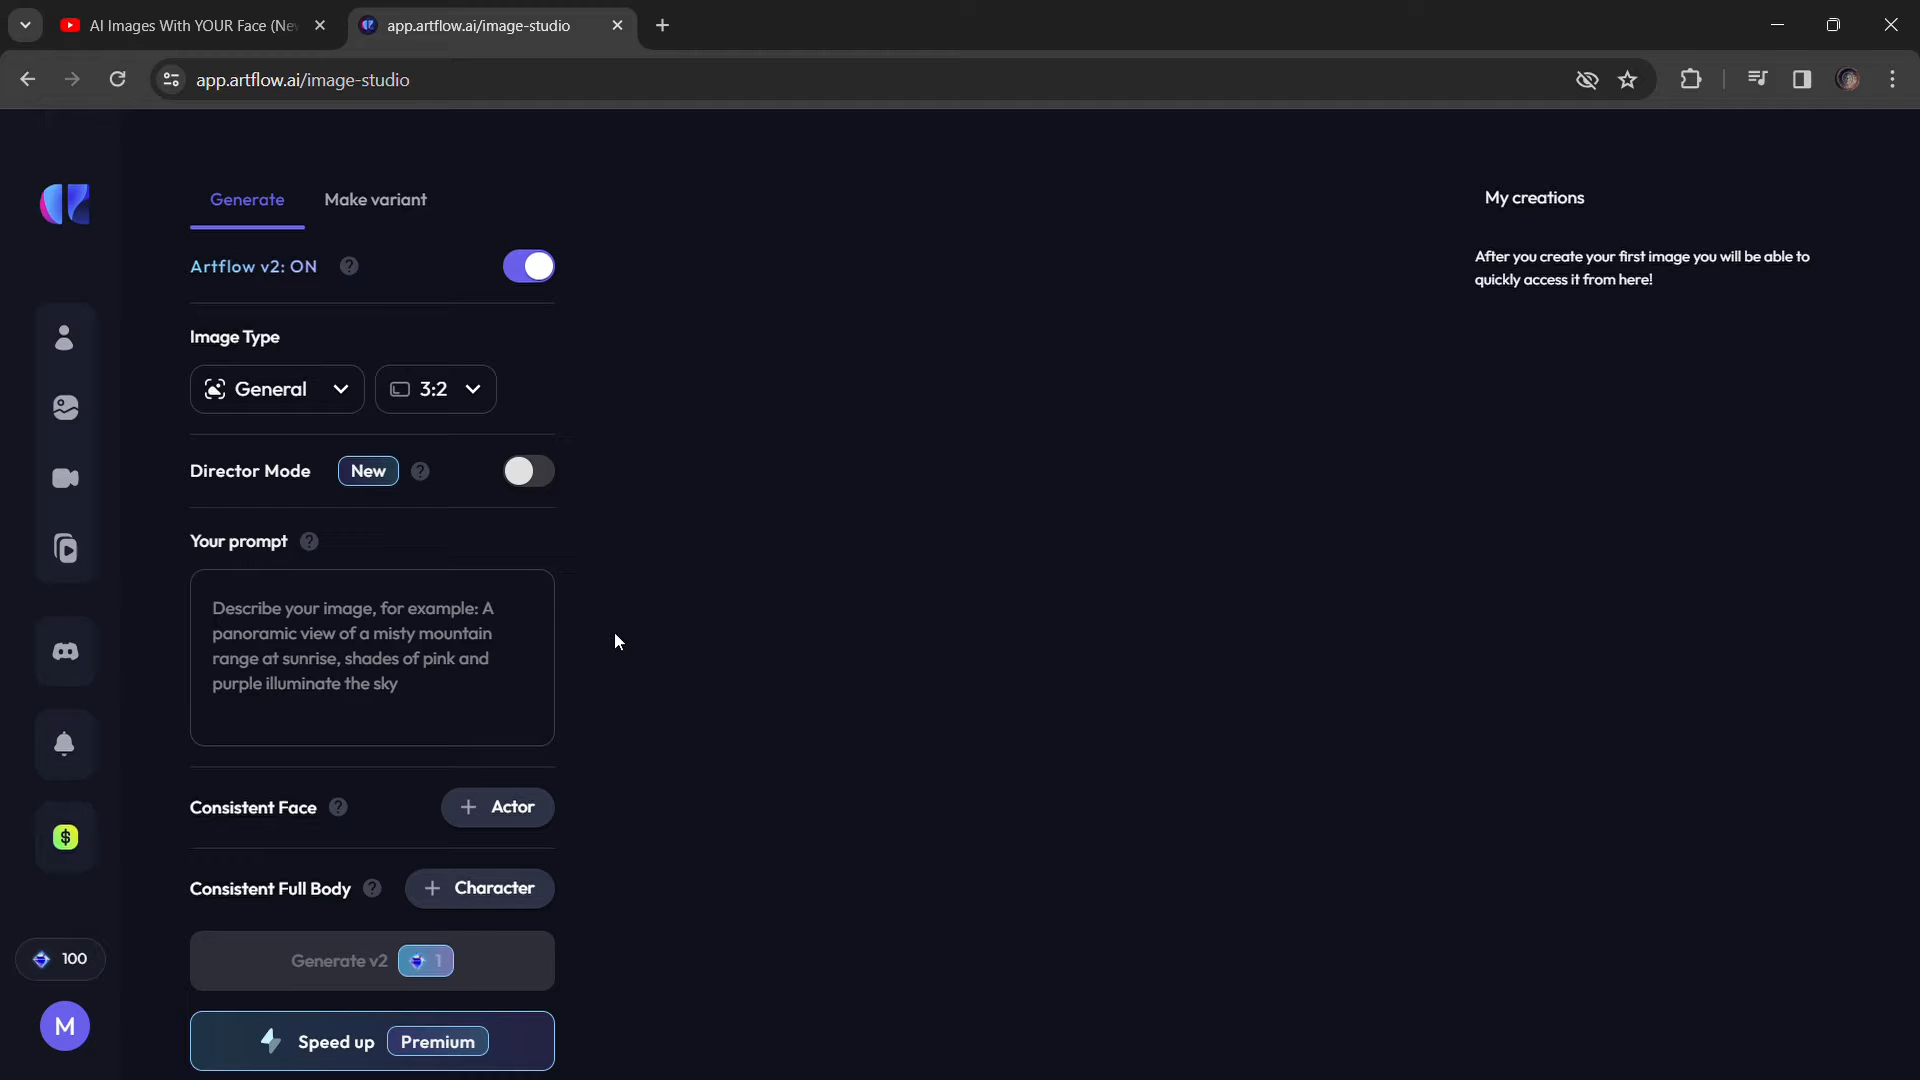 AI Images With YOUR Face (Nev
app.artflow.ai/image-studio
app.artflow.ai/image-studio
Generate
Make variant
My creations
Artflow v2: ON
?
After you create your first image you will be able to
quickly access it from here!
Image Type
General
3:2
Director Mode
New
?
Your prompt
?
Describe your image, for example: A
panoramic view of a misty mountain
range at sunrise, shades of pink and
purple illuminate the sky
Consistent Face
?
+ Actor
$
Consistent Full Body
?
+ Character
100
Generate v2
1
M
Speed up
Premium